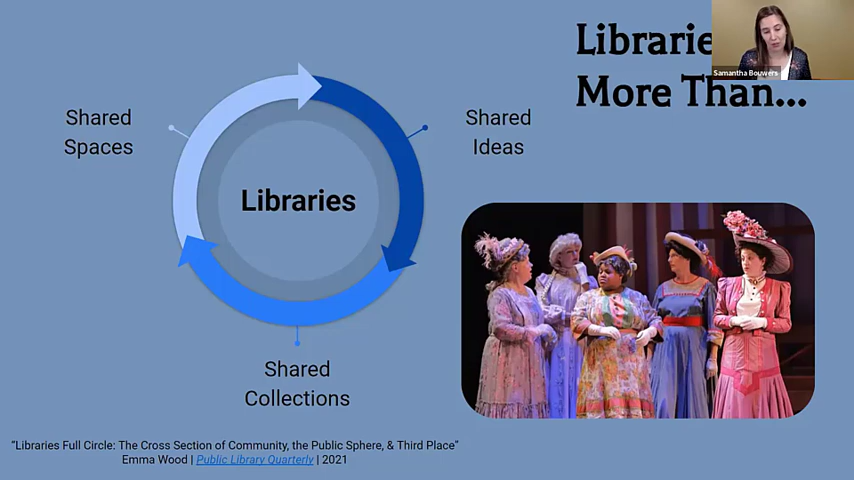 Librarie
More Than...
Samantha Bouwers
Shared
Spaces
Shared
Ideas
Libraries
Shared
Collections
“Libraries Full Circle: The Cross Section of Community, the Public Sphere, & Third Place”
Emma Wood | Public Library Quarterly | 2021